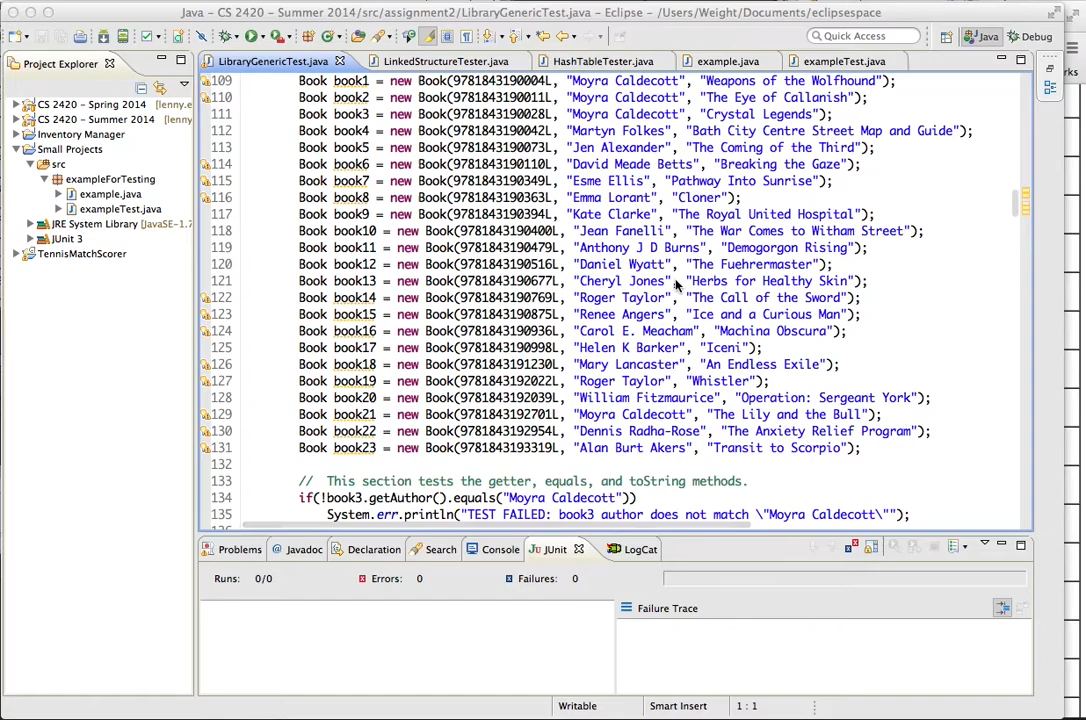 Java - CS 2420 - Summer 2014/src/assignment2/LibraryGenericTest.java - Eclipse - /Users/Weight/Documents/eclipsespace
Quick Access
Java
Debug
Project Explorer
LibraryGenericTest.java
LinkedStructureTester.java
HashTableTester.java
example.java
exampleTest.java
rks
CS 2420 - Spring 2014 [lenny.e
CS 2420 - Summer 2014 [lenny
Inventory Manager
Small Projects
src
exampleForTesting
example.java
exampleTest.java
JRE System Library [JavaSE-1.7
JUnit 3
TennisMatchScorer
109 Book book1 = new Book(9781843190004L, "Moyra Caldecott", "Weapons of the Wolfhound");
110 Book book2 = new Book(9781843190011L, "Moyra Caldecott", "The Eye of Callanish");
111 Book book3 = new Book(9781843190028L, "Moyra Caldecott", "Crystal Legends");
112 Book book4 = new Book(9781843190042L, "Martyn Folkes", "Bath City Centre Street Map and Guide");
113 Book book5 = new Book(9781843190073L, "Jen Alexander", "The Coming of the Third");
114 Book book6 = new Book(9781843190110L, "David Meade Betts", "Breaking the Gaze");
115 Book book7 = new Book(9781843190349L, "Esme Ellis", "Pathway Into Sunrise");
116 Book book8 = new Book(9781843190363L, "Emma Lorant", "Cloner");
117 Book book9 = new Book(9781843190394L, "Kate Clarke", "The Royal United Hospital");
118 Book book10 = new Book(9781843190400L, "Jean Fanelli", "The War Comes to Witham Street");
119 Book book11 = new Book(9781843190479L, "Anthony J D Burns", "Demogorgon Rising");
120 Book book12 = new Book(9781843190516L, "Daniel Wyatt", "The Fuehrermaster");
121 Book book13 = new Book(9781843190677L, "Cheryl Jones", "Herbs for Healthy Skin");
122 Book book14 = new Book(9781843190769L, "Roger Taylor", "The Call of the Sword");
123 Book book15 = new Book(9781843190875L, "Renee Angers", "Ice and a Curious Man");
124 Book book16 = new Book(9781843190936L, "Carol E. Meacham", "Machina Obscura");
125 Book book17 = new Book(9781843190998L, "Helen K Barker", "Iceni");
126 Book book18 = new Book(9781843191230L, "Mary Lancaster", "An Endless Exile");
127 Book book19 = new Book(9781843192022L, "Roger Taylor", "Whistler");
128 Book book20 = new Book(9781843192039L, "William Fitzmaurice", "Operation: Sergeant York");
129 Book book21 = new Book(9781843192701L, "Moyra Caldecott", "The Lily and the Bull");
130 Book book22 = new Book(9781843192954L, "Dennis Radha-Rose", "The Anxiety Relief Program");
131 Book book23 = new Book(9781843193319L, "Alan Burt Akers", "Transit to Scorpio");
132
133 // This section tests the getter, equals, and toString methods.
134 if(!book3.getAuthor().equals("Moyra Caldecott"))
135 System.err.println("TEST FAILED: book3 author does not match \"Moyra Caldecott\"");
Problems
Javadoc
Declaration
Search
Console
JUnit
LogCat
Runs: 0/0
Errors: 0
Failures: 0
Failure Trace
Writable
Smart Insert
1 : 1